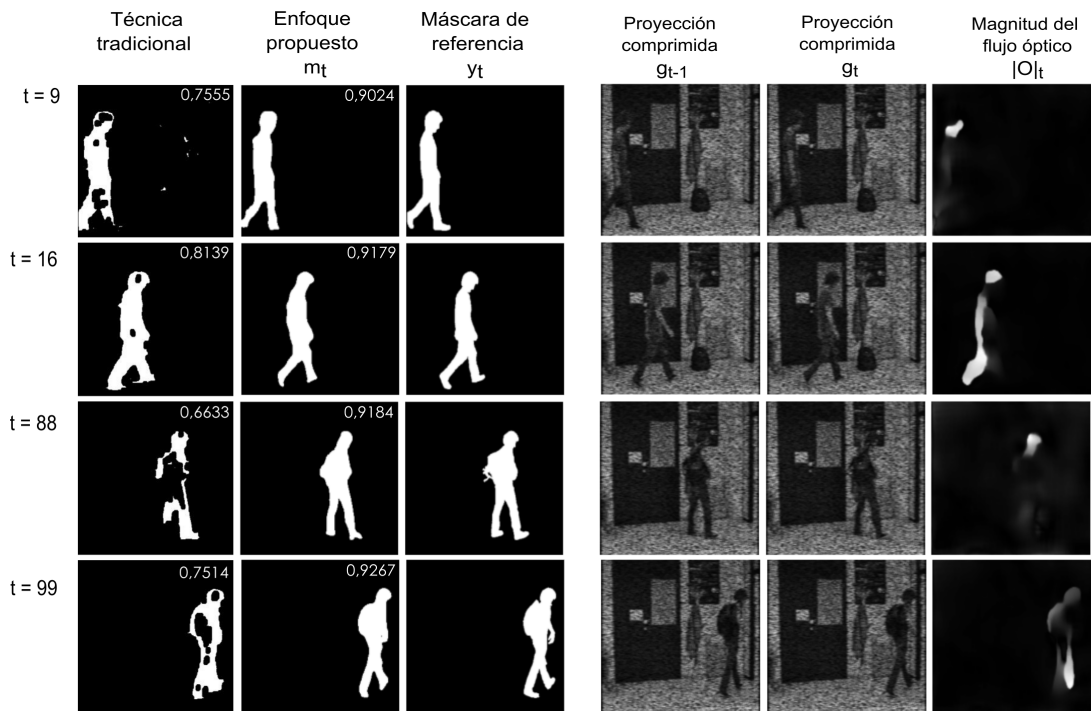 Técnica
tradicional
Enfoque
propuesto
mt
Máscara de
referencia
yt
Proyección
comprimida
gt-1
Proyección
comprimida
gt
Magnitud del
flujo óptico
|O|t
t = 9
0,7555
0,9024
t = 16
0,8139
0,9179
t = 88
0,6633
0,9184
t = 99
0,7514
0,9267